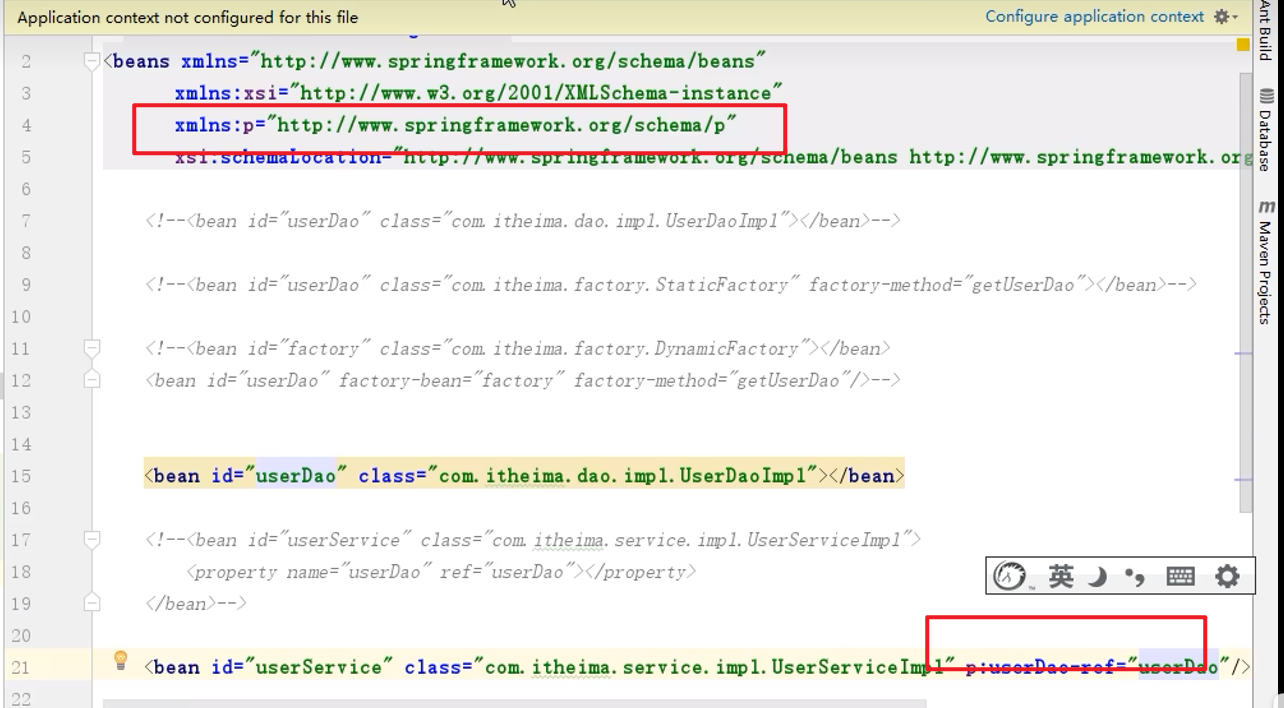 Application context not configured for this file
Configure application context
Ant Build
Database
m Maven Projects
2 <beans xmlns="http://www.springframework.org/schema/beans"
3 xmlns:xsi="http://www.w3.org/2001/XMLSchema-instance"
4 xmlns:p="http://www.springframework.org/schema/p"
5 xsi:schemaLocation="http://www.springframework.org/schema/beans http://www.springframework.org
6
7 <!--<bean id="userDao" class="com.itheima.dao.impl.UserDaoImpl"></bean>-->
8
9 <!--<bean id="userDao" class="com.itheima.factory.StaticFactory" factory-method="getUserDao"></bean>-->
10
11 <!--<bean id="factory" class="com.itheima.factory.DynamicFactory"></bean>
12 <bean id="userDao" factory-bean="factory" factory-method="getUserDao"/>-->
13
14
15 <bean id="userDao" class="com.itheima.dao.impl.UserDaoImpl"></bean>
16
17 <!--<bean id="userService" class="com.itheima.service.impl.UserServiceImpl">
18 <property name="userDao" ref="userDao"></property>
19 </bean>-->
英
20
21 <bean id="userService" class="com.itheima.service.impl.UserServiceImpl" p:userDao-ref="userDao"/>
22